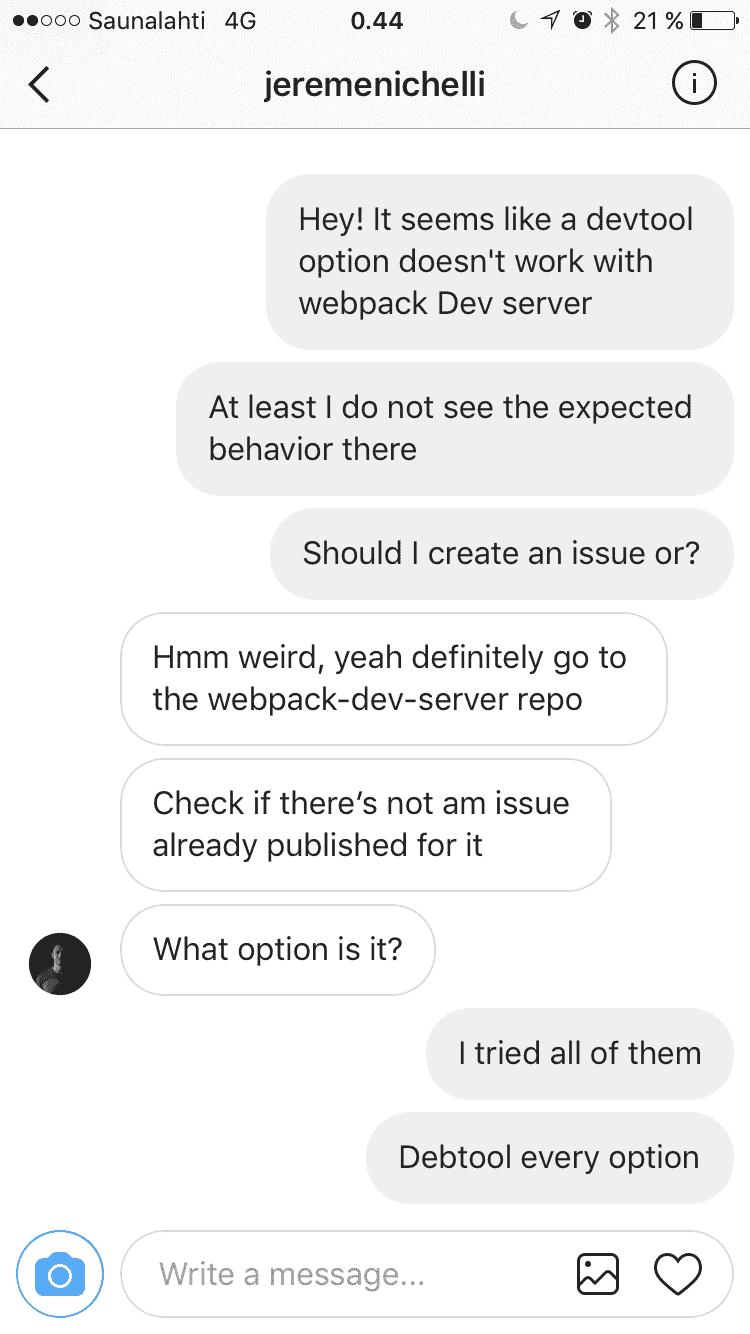 Saunalahti 4G 0.44 21 %
jeremenichelli
Hey! It seems like a devtool
option doesn't work with
webpack Dev server
At least I do not see the expected
behavior there
Should I create an issue or?
Hmm weird, yeah definitely go to
the webpack-dev-server repo
Check if there’s not am issue
already published for it
What option is it?
I tried all of them
Debtool every option
Write a message...